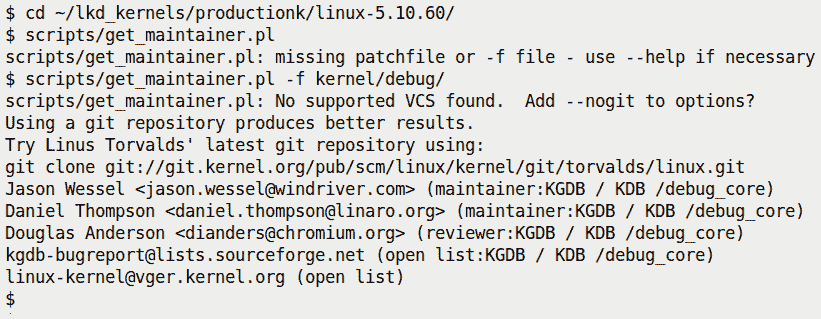 $ cd ~/lkd_kernels/productionk/linux-5.10.60/
$ scripts/get_maintainer.pl
scripts/get_maintainer.pl: missing patchfile or -f file - use --help if necessary
$ scripts/get_maintainer.pl -f kernel/debug/
scripts/get_maintainer.pl: No supported VCS found.  Add --nogit to options?
Using a git repository produces better results.
Try Linus Torvalds' latest git repository using:
git clone git://git.kernel.org/pub/scm/linux/kernel/git/torvalds/linux.git
Jason Wessel <jason.wessel@windriver.com> (maintainer:KGDB / KDB /debug_core)
Daniel Thompson <daniel.thompson@linaro.org> (maintainer:KGDB / KDB /debug_core)
Douglas Anderson <dianders@chromium.org> (reviewer:KGDB / KDB /debug_core)
kgdb-bugreport@lists.sourceforge.net (open list:KGDB / KDB /debug_core)
linux-kernel@vger.kernel.org (open list)
$